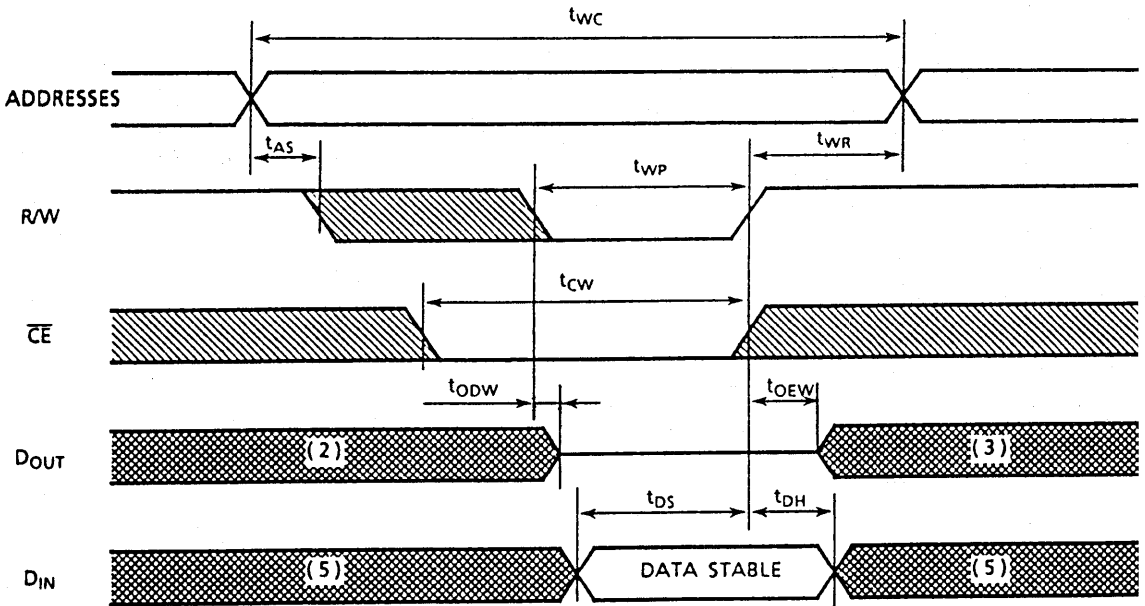 tWC
ADDRESSES
tAS
tWR
tWP
R/W
tCW
CE
tODW
tOEW
DOUT
(2)
(3)
tDS
tDH
DIN
(5)
DATA STABLE
(5)